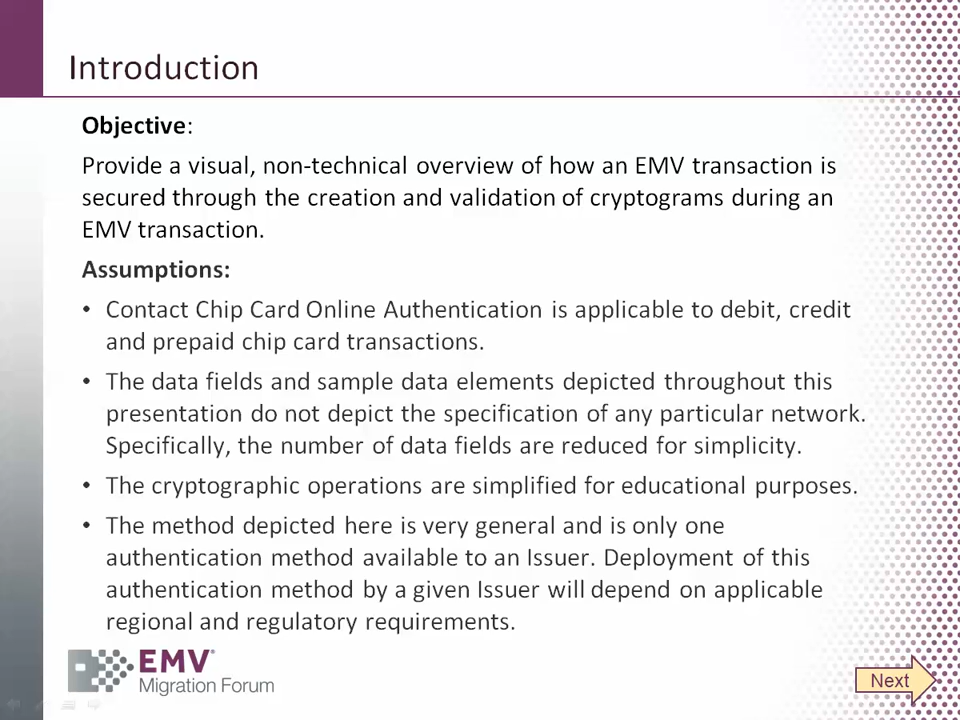 Introduction
Objective:
Provide a visual, non-technical overview of how an EMV transaction is
secured through the creation and validation of cryptograms during an
EMV transaction.
Assumptions:
• Contact Chip Card Online Authentication is applicable to debit, credit
and prepaid chip card transactions.
• The data fields and sample data elements depicted throughout this
presentation do not depict the specification of any particular network.
Specifically, the number of data fields are reduced for simplicity.
• The cryptographic operations are simplified for educational purposes.
• The method depicted here is very general and is only one
authentication method available to an Issuer. Deployment of this
authentication method by a given Issuer will depend on applicable
regional and regulatory requirements.
EMV®
Migration Forum
Next